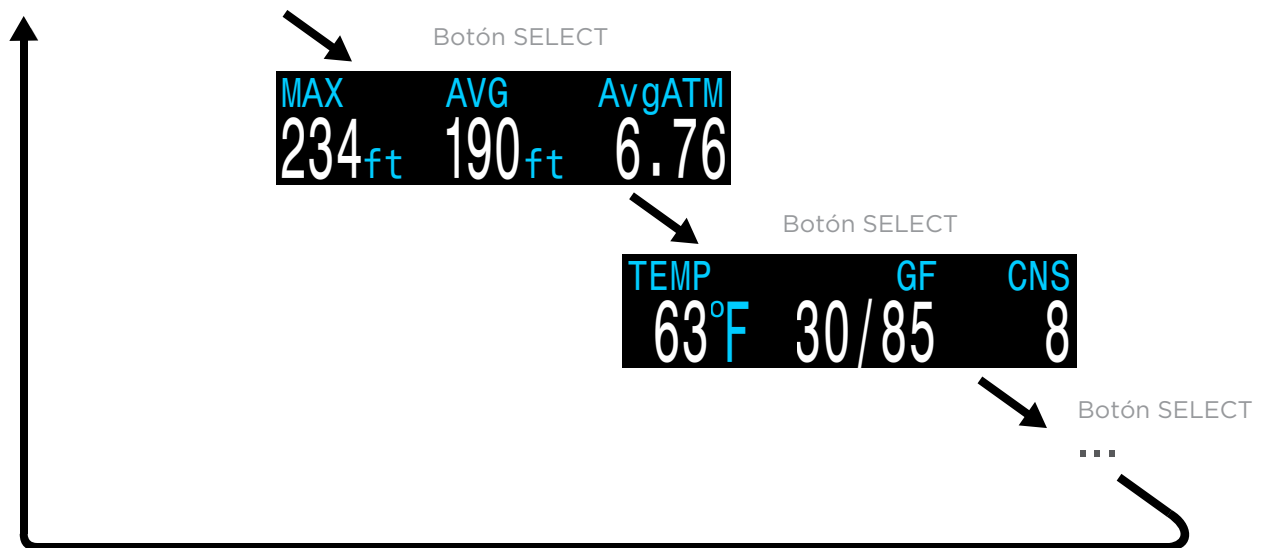 Botón SELECT
MAX AVG AvgATM
234ft 190ft 6.76
Botón SELECT
TEMP GF CNS
63°F 30/85 8
Botón SELECT
...